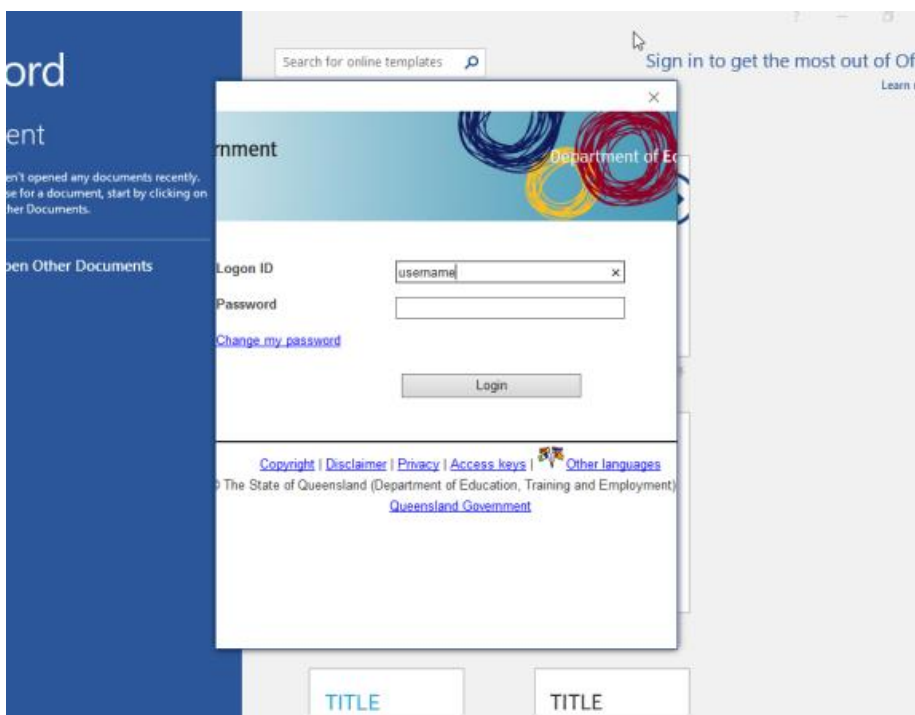 ord
Search for online templates
Sign in to get the most out of Of
Learn
ent
en't opened any documents recently.
se for a document, start by clicking on
her Documents.
pen Other Documents
rnment
Department of Ec
Logon ID
username
Password
Change my password
Login
Copyright | Disclaimer | Privacy | Access keys | Other languages
The State of Queensland (Department of Education, Training and Employment)
Queensland Government
TITLE
TITLE